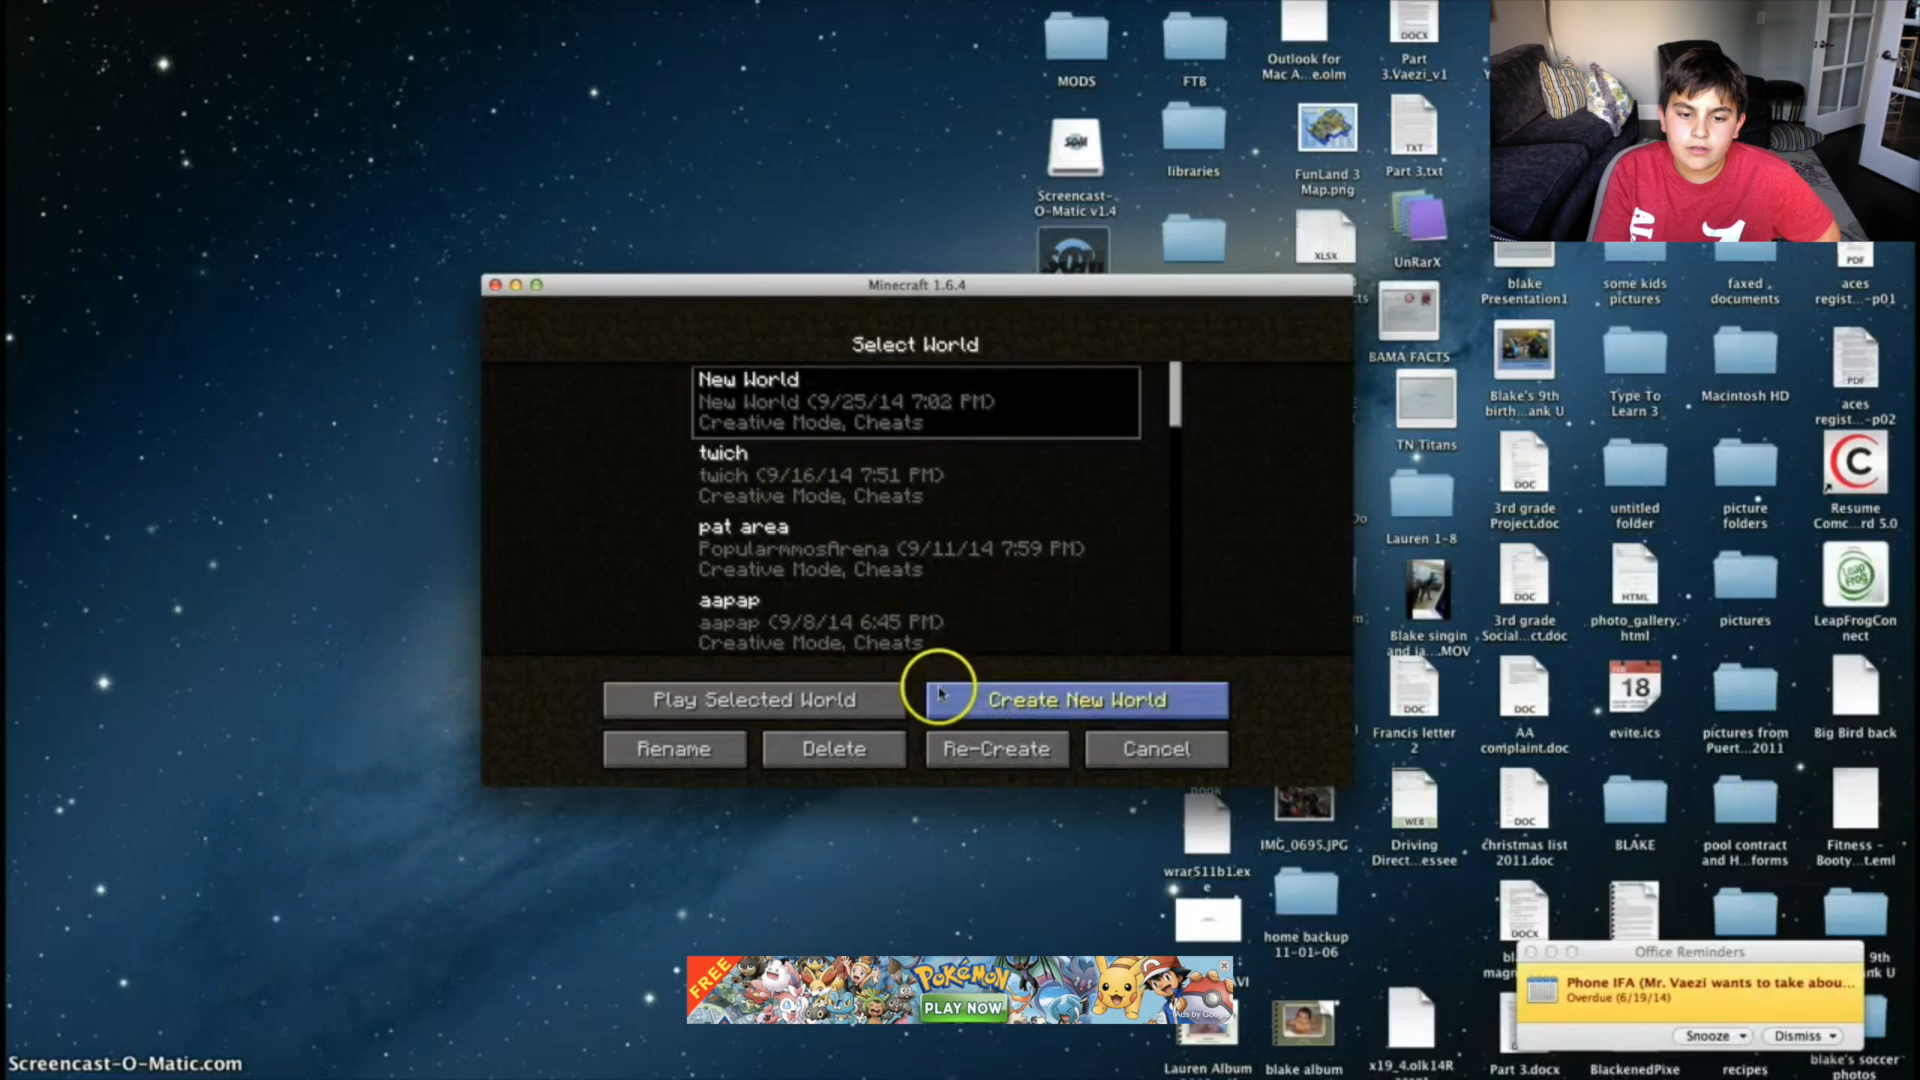 MODS
FTB
Outlook for
Mac A...e.olm
DOCX
Part
3.Vaezi_v1
Screencast-
O-Matic v1.4
libraries
FunLand 3
Map.png
TXT
Part 3.txt
XLSX
UnRarX
BAMA FACTS
TN Titans
Lauren 1-8
Blake singin
and ja....MOV
Francis letter
2
WEB
Driving
Direct...essee
blake
Presentation1
some kids
pictures
faxed
documents
PDF
aces
regist...-p01
Blake's 9th
birth...ank U
Type To
Learn 3
Macintosh HD
PDF
aces
regist...-p02
DOC
3rd grade
Project.doc
untitled
folder
picture
folders
Resume
Comc...rd 5.0
DOC
3rd grade
Social...ct.doc
HTML
photo_gallery.
html
pictures
Leap
Frog
LeapFrogCon
nect
DOC
DOC
AA
complaint.doc
FEB
18
evite.ics
pictures from
Puert...2011
Big Bird back
DOC
christmas list
2011.doc
BLAKE
pool contract
and H...forms
Fitness -
Booty...t.eml
DOCX
Minecraft 1.6.4
Select World
New World
New World (9/25/14 7:02 PM)
Creative Mode, Cheats
twich
twich (9/16/14 7:51 PM)
Creative Mode, Cheats
pat area
PopularmmosArena (9/11/14 7:59 PM)
Creative Mode, Cheats
aapap
aapap (9/8/14 6:45 PM)
Creative Mode, Cheats
Play Selected World
Create New World
Rename
Delete
Re-Create
Cancel
wrar511b1.ex
e
IMG_0695.JPG
home backup
11-01-06
FREE
Pokémon
PLAY NOW
Ads by Google
Office Reminders
Phone IFA (Mr. Vaezi wants to take abou...
Overdue (6/19/14)
Snooze
Dismiss
Lauren Album
blake album
x19_4.olk14R
Part 3.docx
BlackenedPixe
recipes
blake's soccer
photos
Screencast-O-Matic.com